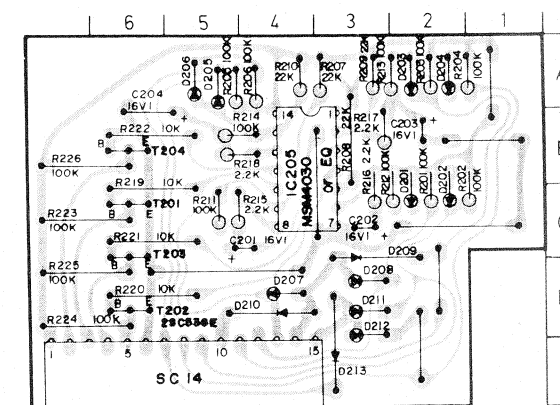 6 5 4 3 2 1
D206
D205
R205 100K
R206 100K
R210
22K
R207
22K
R209 22K
R213 100K
D203
D204
R204
100K
A
C204
16V1
+
R214
100K
R222 10K
B E T204
R218
2.2K
14 1
IC205
MSM4030
or EQ
8 7
22K
R208
R217
2.2K
2.2K
C203
16V1
+
R226
100K
R219 10K
T201
B E
R211
100K
R215
2.2K
R216
R212 100K
D201
R201 100K
D202
R202
100K
R223
100K
C202
16V1
+
R221 10K
C201 16V1
+
T203
B E
D209
R225
100K
D207
D208
R220 10K
B E T202
2SC536E
D210
D211
R224 100K
D212
1 5 10 15
D213
SC14